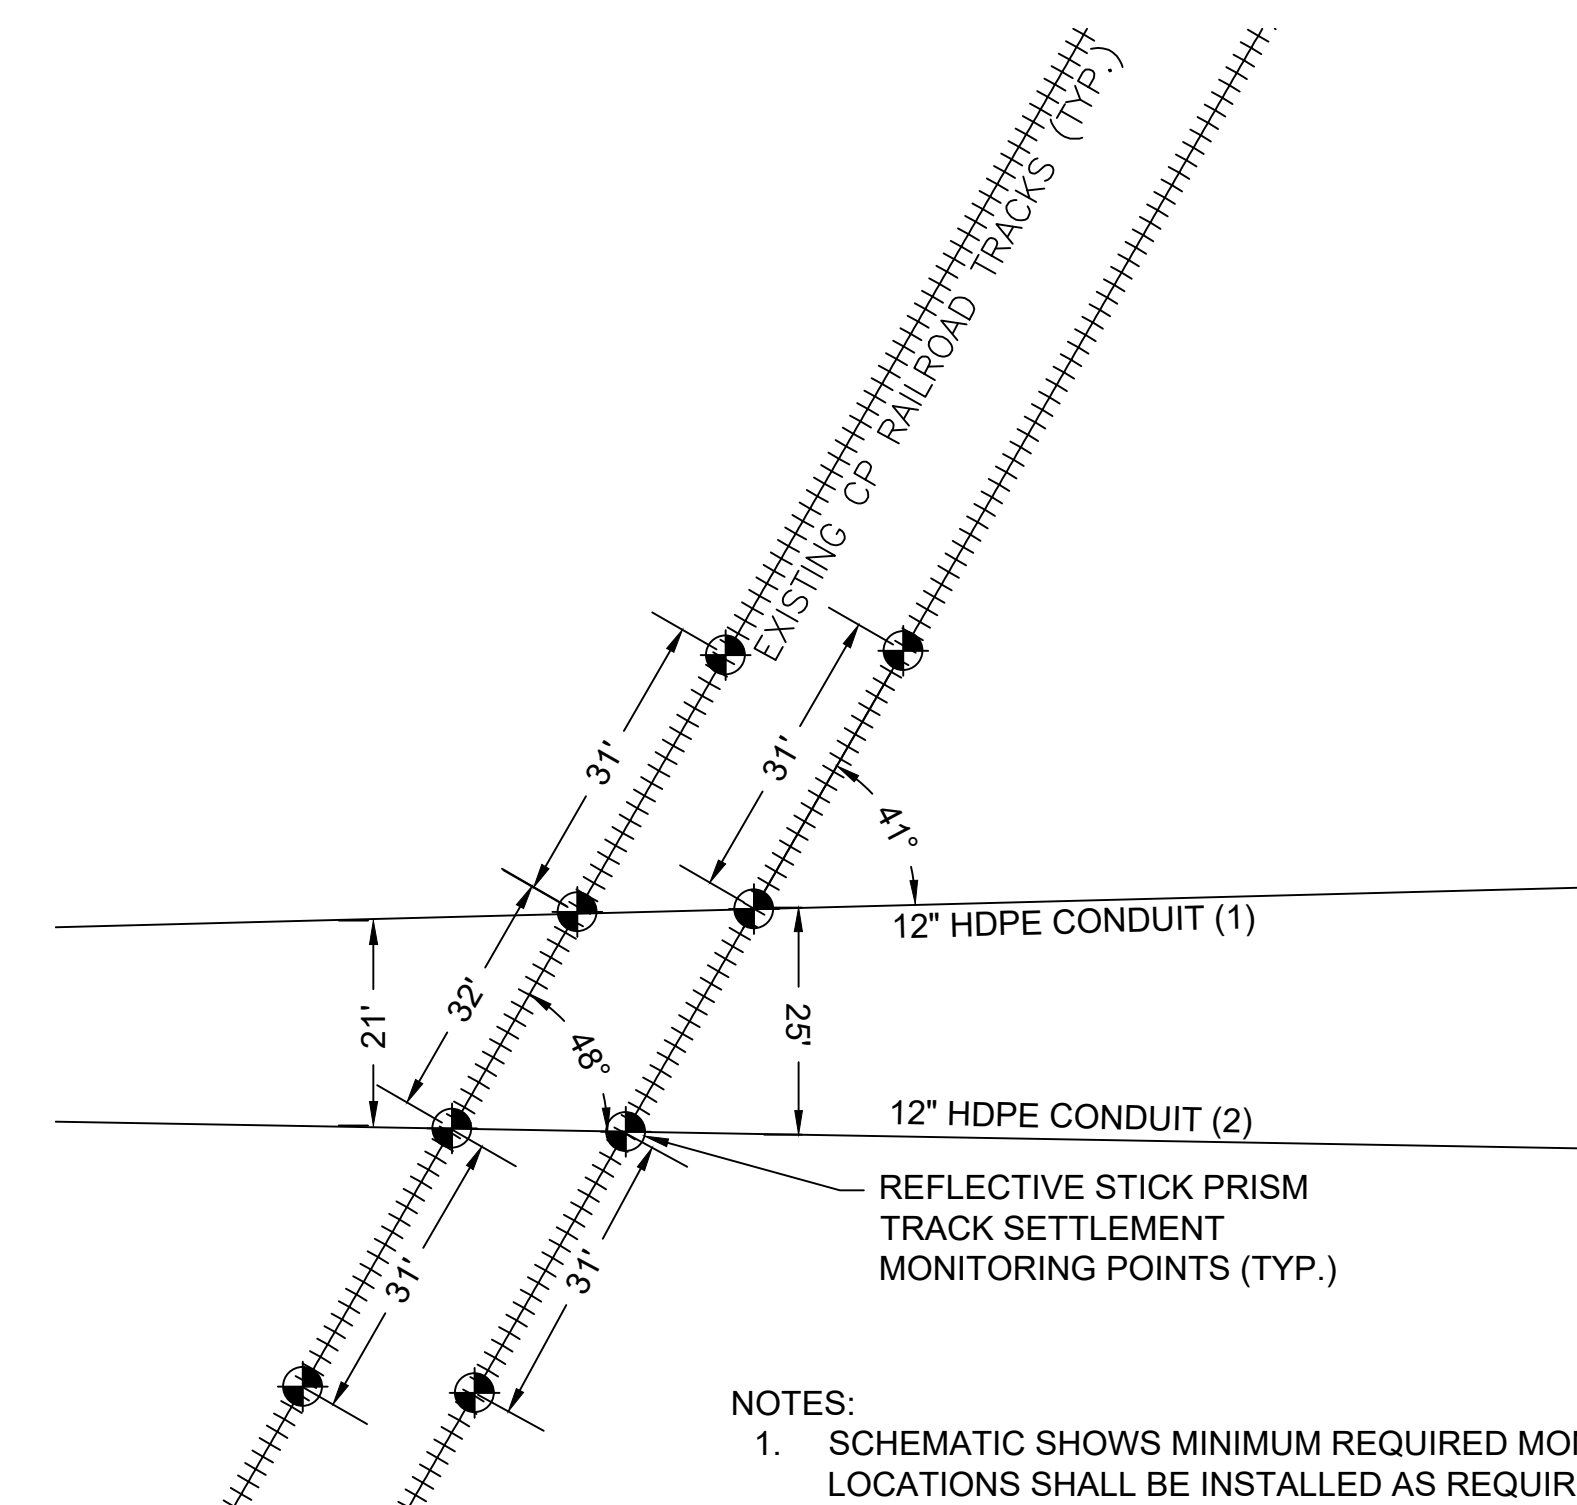 EXISTING CP RAILROAD TRACKS (TYP.)
31'
31'
41°
12" HDPE CONDUIT (1)
32'
21'
48°
25'
12" HDPE CONDUIT (2)
REFLECTIVE STICK PRISM
TRACK SETTLEMENT
MONITORING POINTS (TYP.)
31'
31'
NOTES:
1. SCHEMATIC SHOWS MINIMUM REQUIRED
LOCATIONS SHALL BE INSTALLED AS